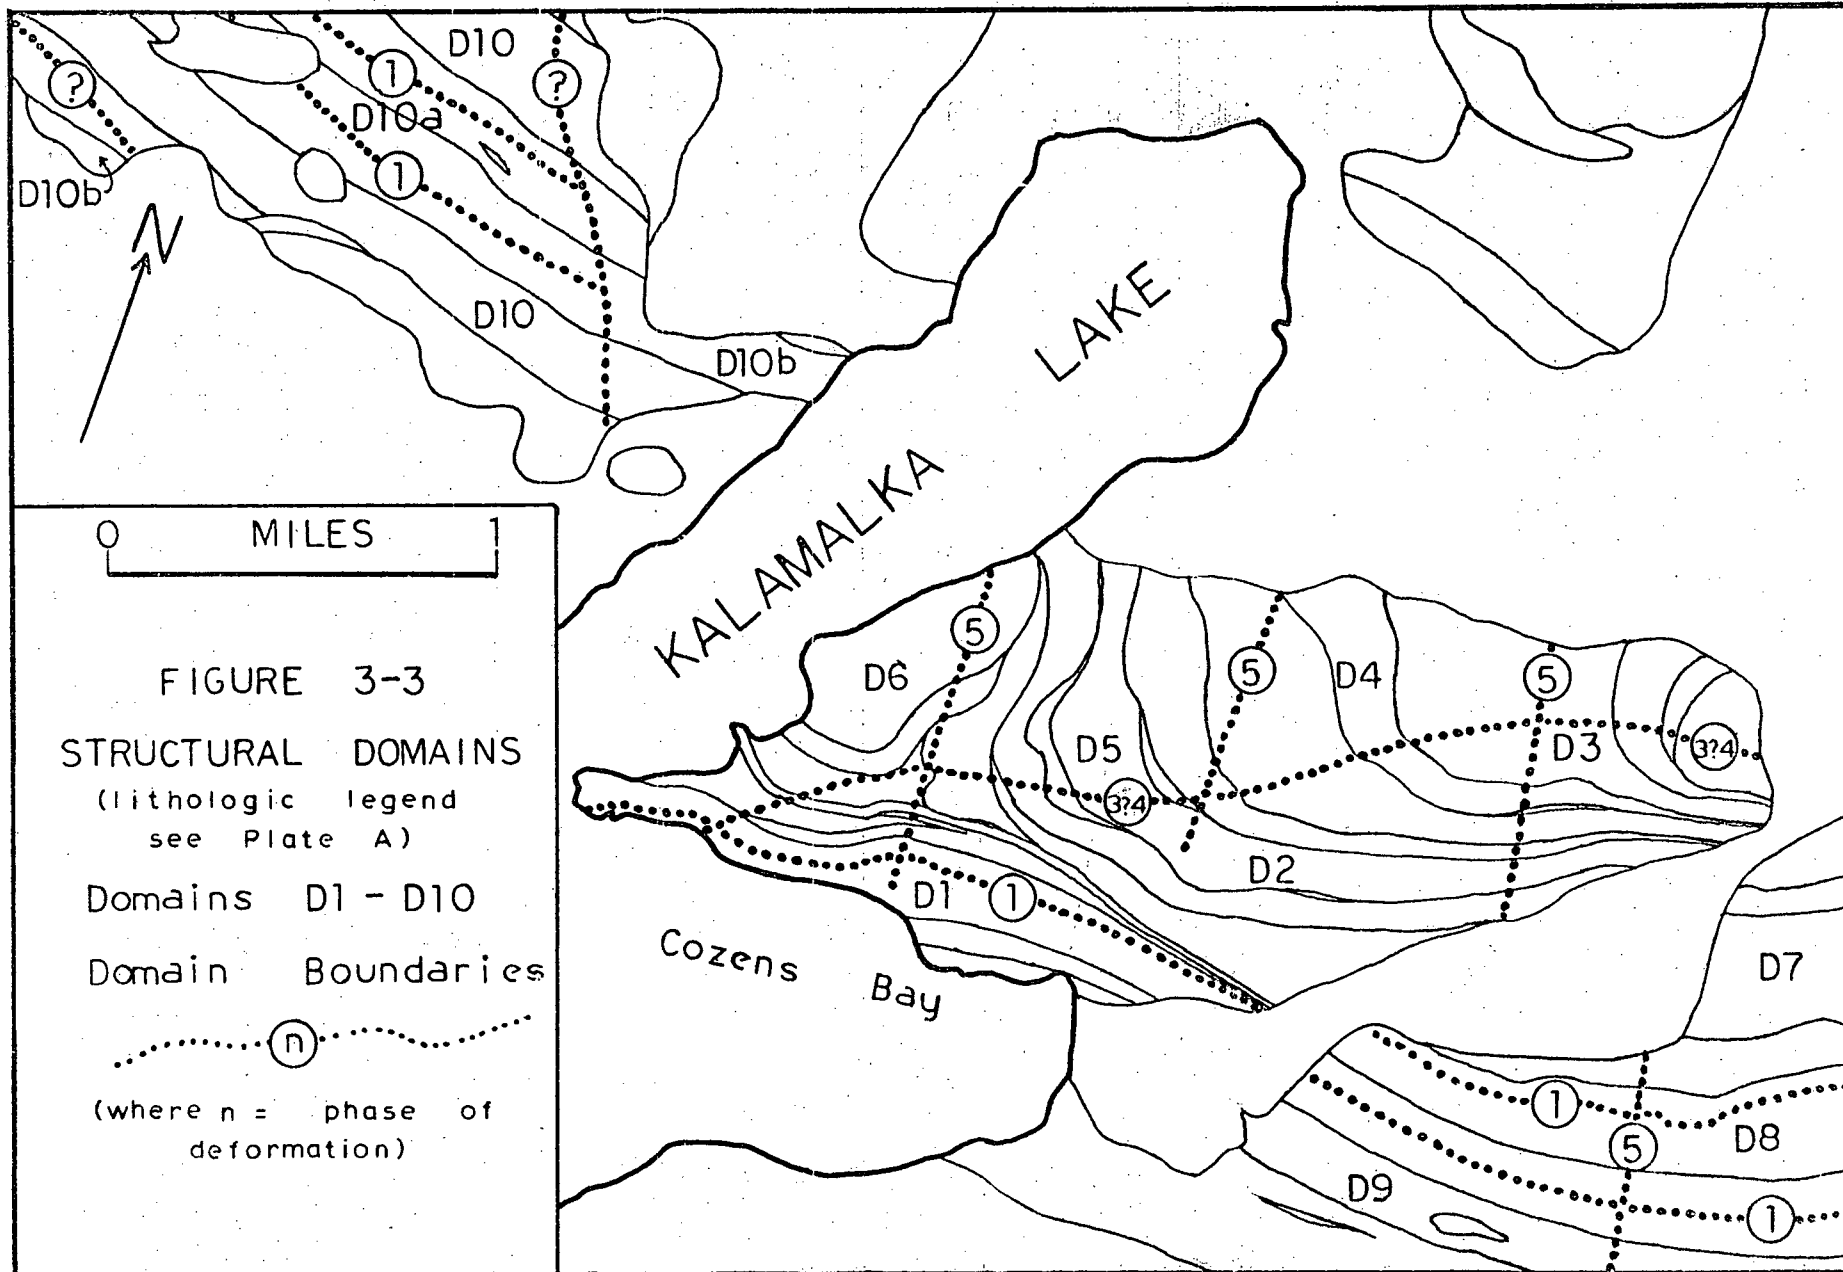 D10
?
1
?
D10a
1
D10b
N
D10
D10b
LAKE
KALAMALKA
0 MILES 1
FIGURE 3-3
STRUCTURAL DOMAINS
(lithologic legend
see Plate A)
Domains D1 - D10
Domain Boundaries
n
(where n = phase of
deformation)
5
D6
5
D4
5
D5
D3
3?4
3?4
D2
D1
1
Cozens Bay
D7
1
5
D8
D9
1